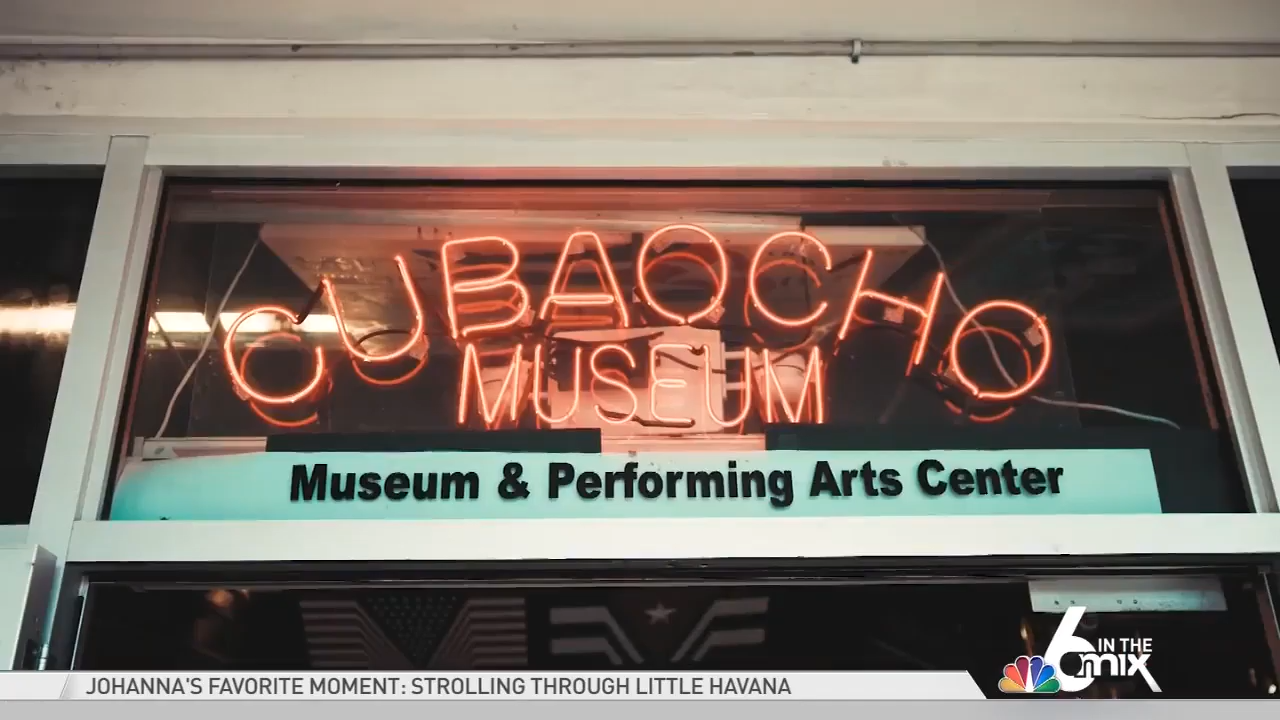 CUBAOCHO
MUSEUM
Museum & Performing Arts Center
6 IN THE
mix
JOHANNA'S FAVORITE MOMENT: STROLLING THROUGH LITTLE HAVANA